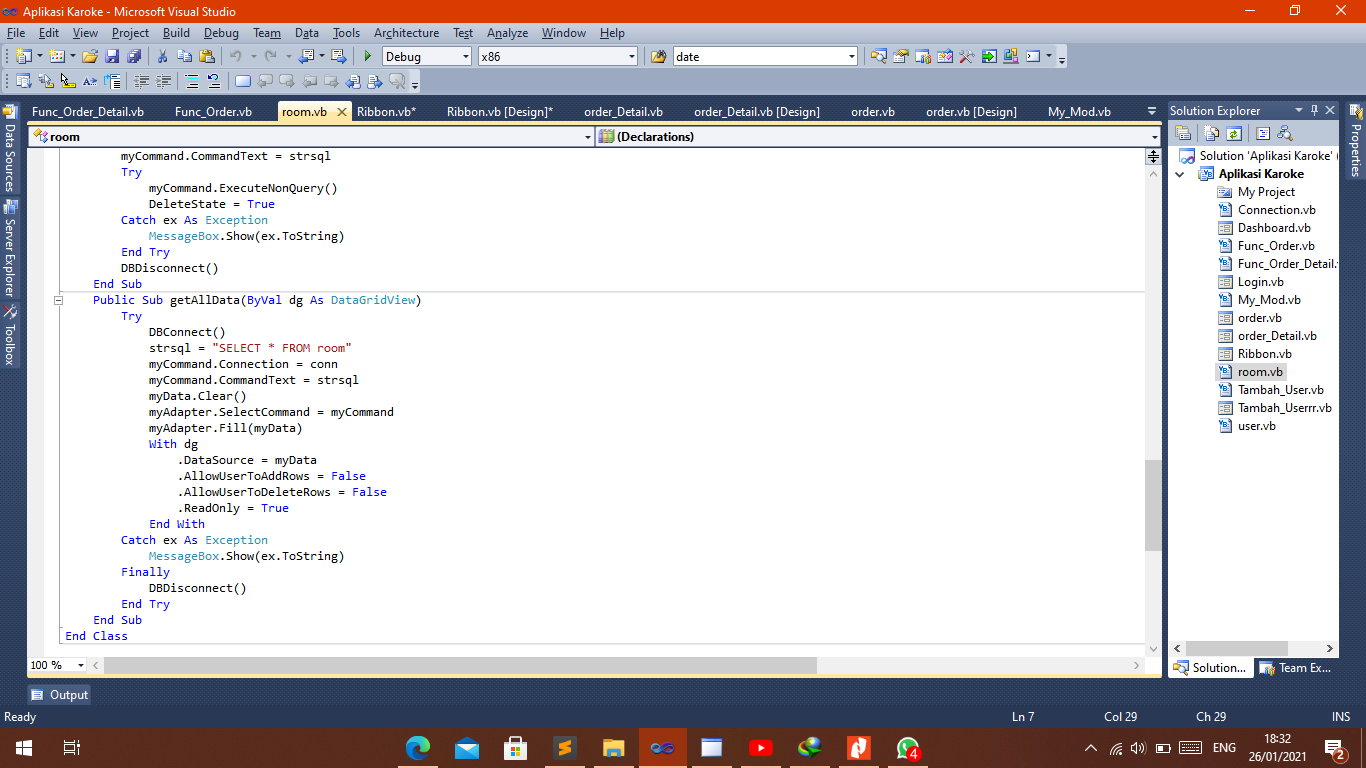 Aplikasi Karoke - Microsoft Visual Studio
File Edit View Project Build Debug Team Data Tools Architecture Test Analyze Window Help
Debug x86 date
Func_Order_Detail.vb Func_Order.vb room.vb Ribbon.vb* Ribbon.vb [Design]* order_Detail.vb order_Detail.vb [Design] order.vb order.vb [Design] My_Mod.vb
room (Declarations)
myCommand.CommandText = strsql
Try
myCommand.ExecuteNonQuery()
DeleteState = True
Catch ex As Exception
MessageBox.Show(ex.ToString)
End Try
DBDisconnect()
End Sub
Public Sub getAllData(ByVal dg As DataGridView)
Try
DBConnect()
strsql = "SELECT * FROM room"
myCommand.Connection = conn
myCommand.CommandText = strsql
myData.Clear()
myAdapter.SelectCommand = myCommand
myAdapter.Fill(myData)
With dg
.DataSource = myData
.AllowUserToAddRows = False
.AllowUserToDeleteRows = False
.ReadOnly = True
End With
Catch ex As Exception
MessageBox.Show(ex.ToString)
Finally
DBDisconnect()
End Try
End Sub
End Class
100 %
Data Sources
Server Explorer
Toolbox
Solution Explorer
Solution 'Aplikasi Karoke' (
Aplikasi Karoke
My Project
Connection.vb
Dashboard.vb
Func_Order.vb
Func_Order_Detail.
Login.vb
My_Mod.vb
order.vb
order_Detail.vb
Ribbon.vb
room.vb
Tambah_User.vb
Tambah_Userrr.vb
user.vb
Solution... Team Ex...
Properties
Output
Ready Ln 7 Col 29 Ch 29 INS
4 ENG 18:32
26/01/2021
2